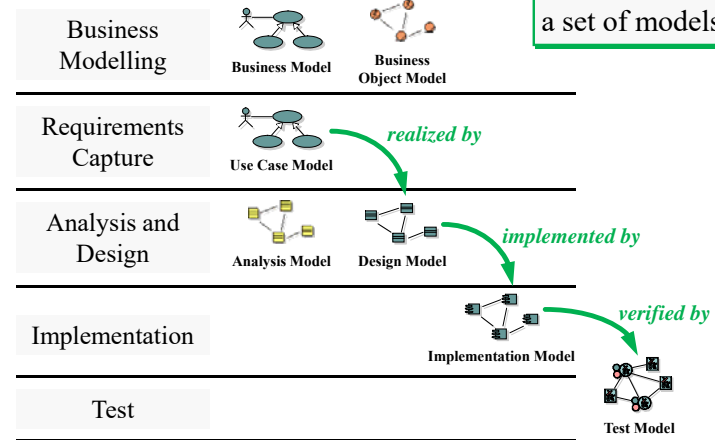 a set of models
Business
Modelling
Business Model
Business
Object Model
Requirements
Capture
Use Case Model
realized by
Analysis and
Design
Analysis Model
Design Model
implemented by
Implementation
Implementation Model
verified by
Test
Test Model